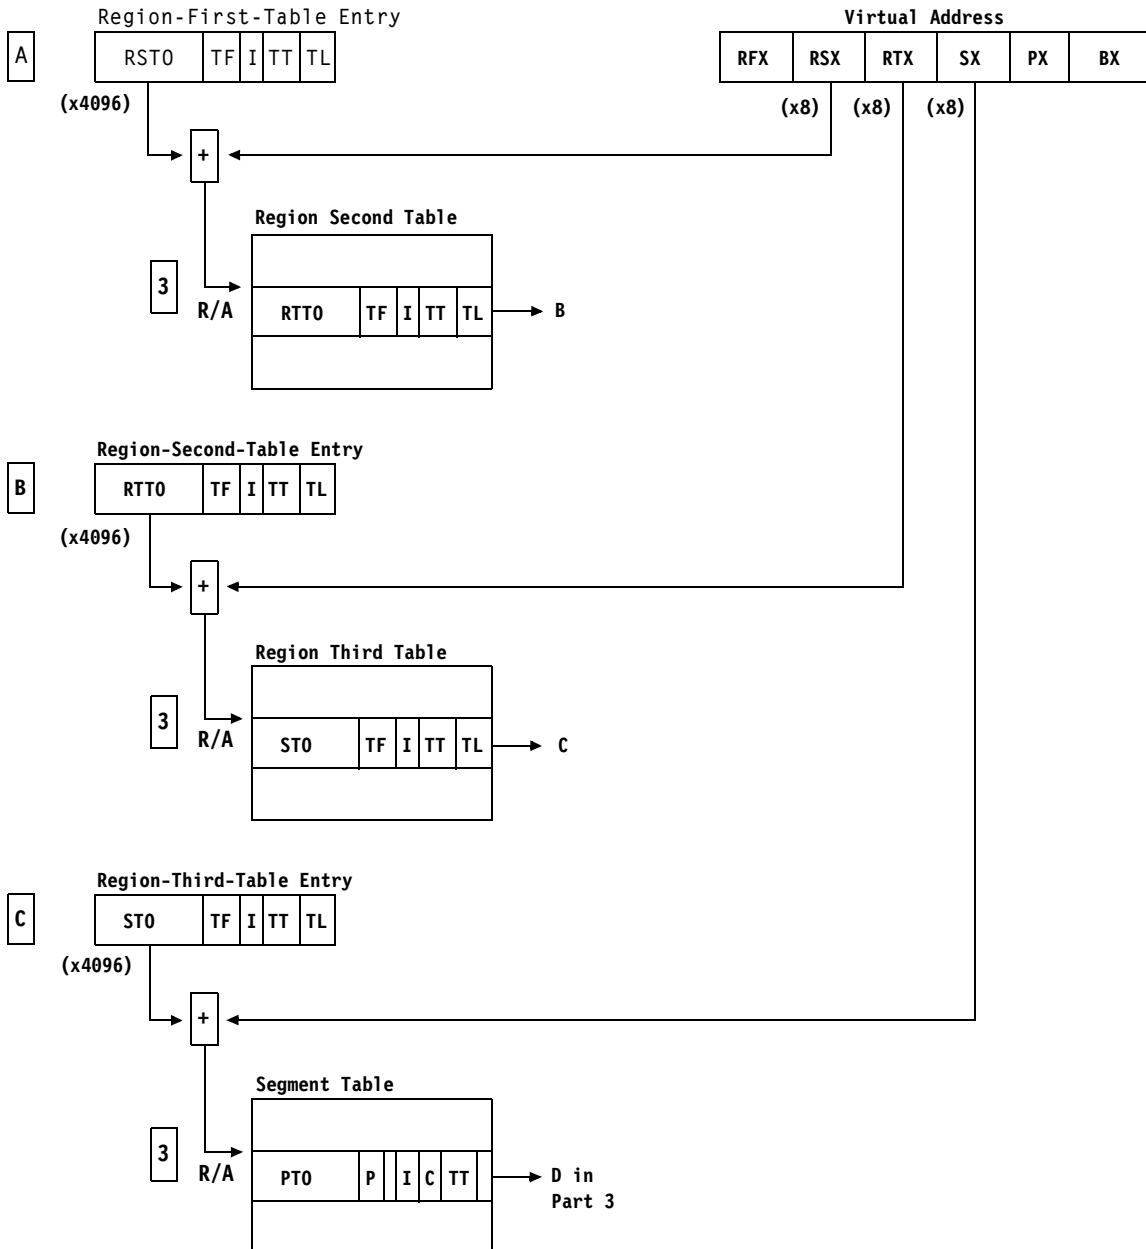 Region-First-Table Entry
Virtual Address
A
RSTO TF I TT TL
RFX RSX RTX SX PX BX
(x4096)
(x8) (x8) (x8)
+
Region Second Table
3
R/A
RTTO TF I TT TL
B
Region-Second-Table Entry
B
RTTO TF I TT TL
(x4096)
+
Region Third Table
3
R/A
STO TF I TT TL
C
Region-Third-Table Entry
C
STO TF I TT TL
(x4096)
+
Segment Table
3
R/A
PTO P I C TT
D in
Part 3